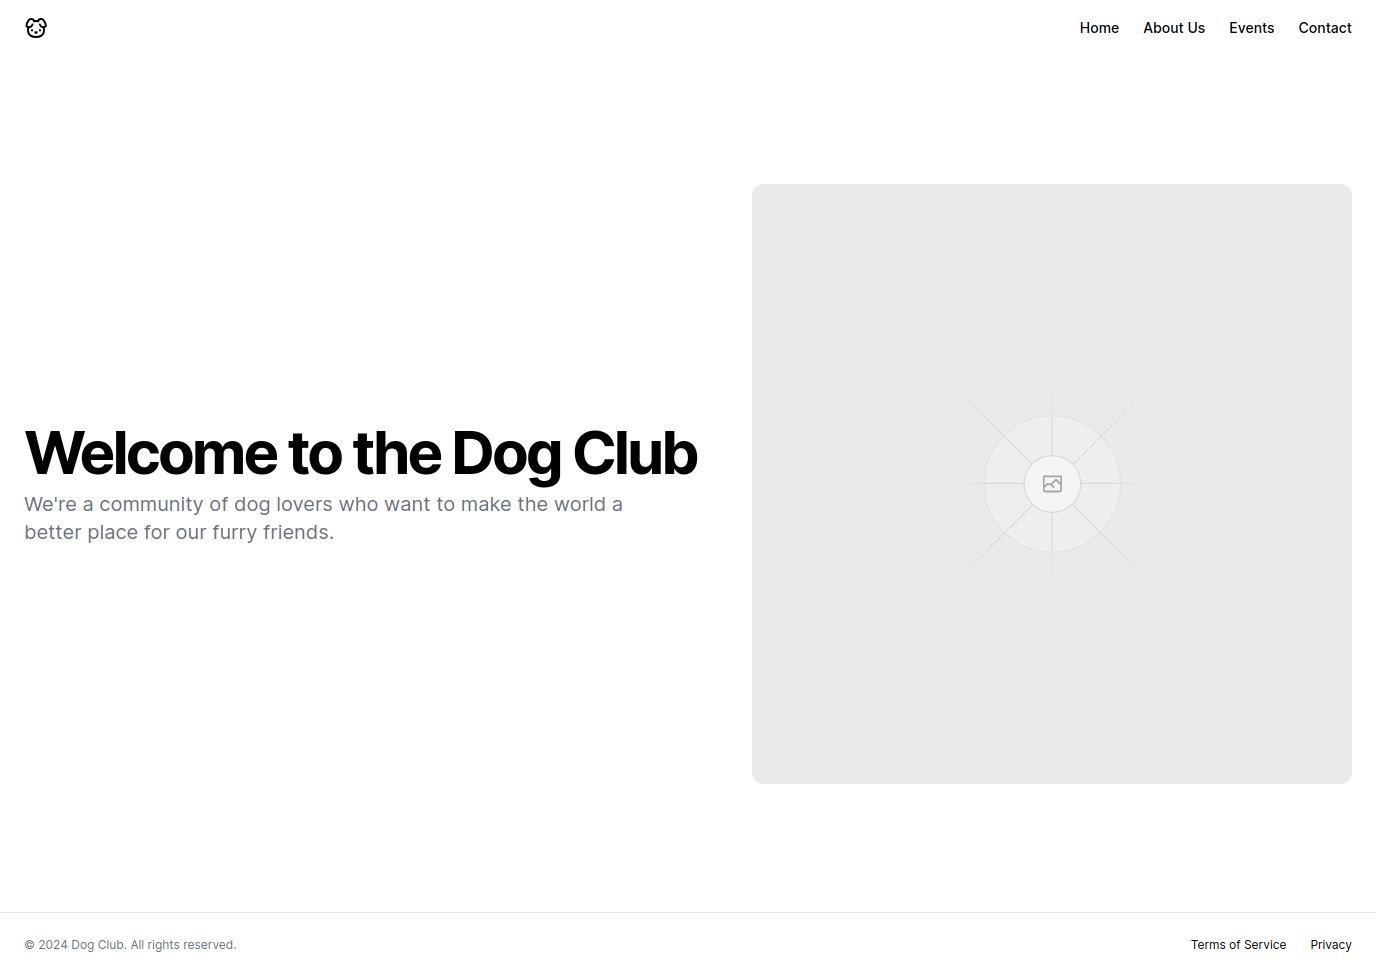 Home
About Us
Events
Contact
Welcome to the Dog Club
We're a community of dog lovers who want to make the world a
better place for our furry friends.
© 2024 Dog Club. All rights reserved.
Terms of Service
Privacy